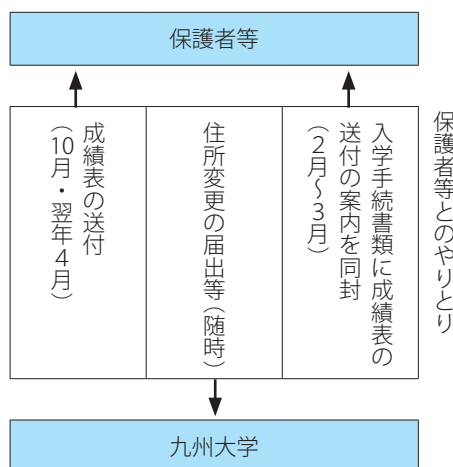 保護者等
保護者等とのやりとり
入学手続書類に成績表の
送付の案内を同封
（2月～3月）
住所変更の届出等（随時）
成績表の送付
（10月・翌年4月）
九州大学